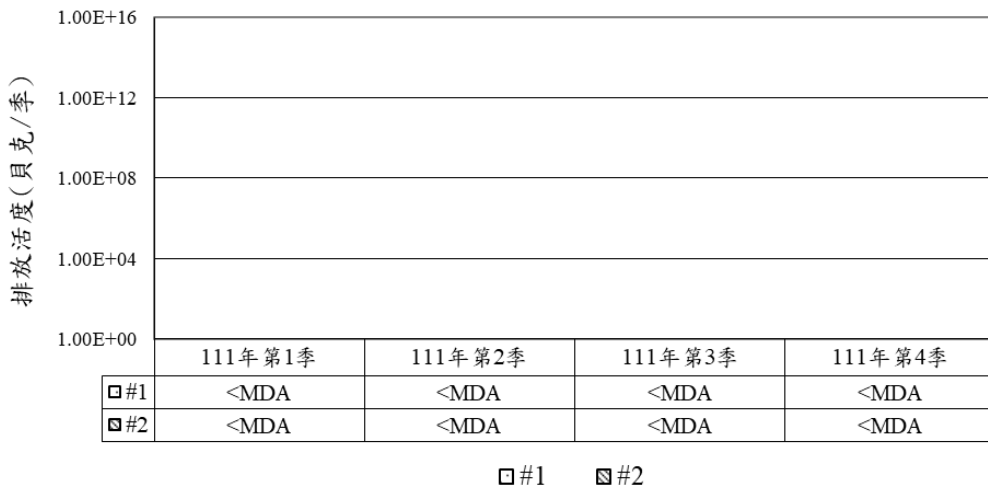 1.00E+16
1.00E+12
1.00E+08
1.00E+04
1.00E+00
排放活度(貝克/季)
111年第1季 111年第2季 111年第3季 111年第4季
#1 <MDA <MDA <MDA <MDA
#2 <MDA <MDA <MDA <MDA
#1 #2